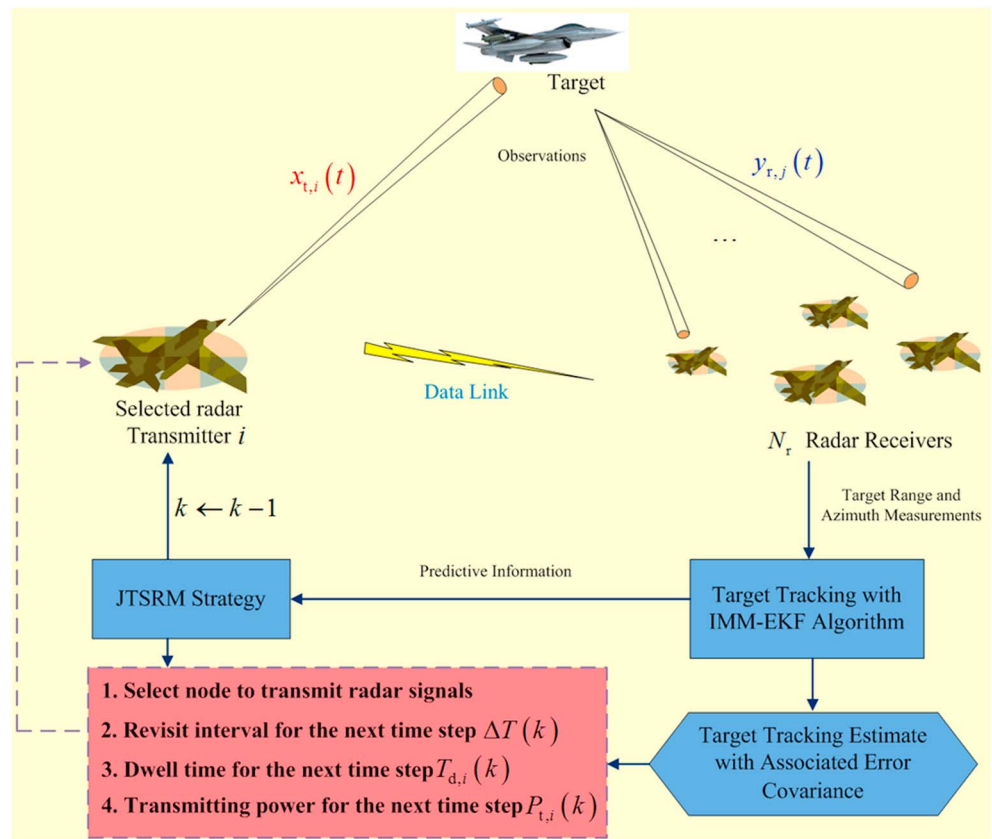 Target
Observations
x_{t,i}(t)
y_{r,j}(t)
...
Data Link
Selected radar
Transmitter i
N_r Radar Receivers
k ← k − 1
Target Range and
Azimuth Measurements
Predictive Information
JTSRM Strategy
Target Tracking with
IMM-EKF Algorithm
1. Select node to transmit radar signals
2. Revisit interval for the next time step ΔT(k)
3. Dwell time for the next time step T_{d,i}(k)
4. Transmitting power for the next time step P_{t,i}(k)
Target Tracking Estimate
with Associated Error
Covariance